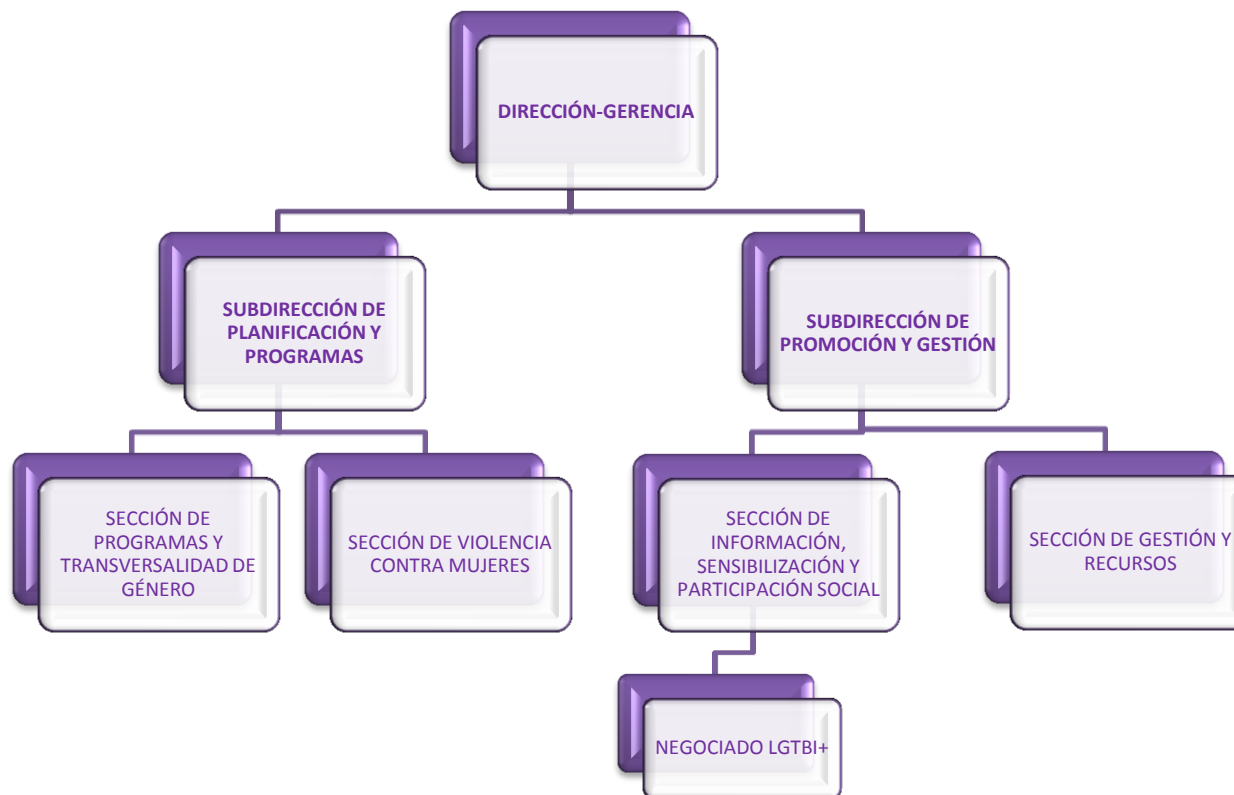 DIRECCIÓN-GERENCIA
SUBDIRECCIÓN DE
PLANIFICACIÓN Y
PROGRAMAS
SUBDIRECCIÓN DE
PROMOCIÓN Y GESTIÓN
SECCIÓN DE
PROGRAMAS Y
TRANSVERSALIDAD DE
GÉNERO
SECCIÓN DE VIOLENCIA
CONTRA MUJERES
SECCIÓN DE
INFORMACIÓN,
SENSIBILIZACIÓN Y
PARTICIPACIÓN SOCIAL
SECCIÓN DE GESTIÓN Y
RECURSOS
NEGOCIADO LGTBI+